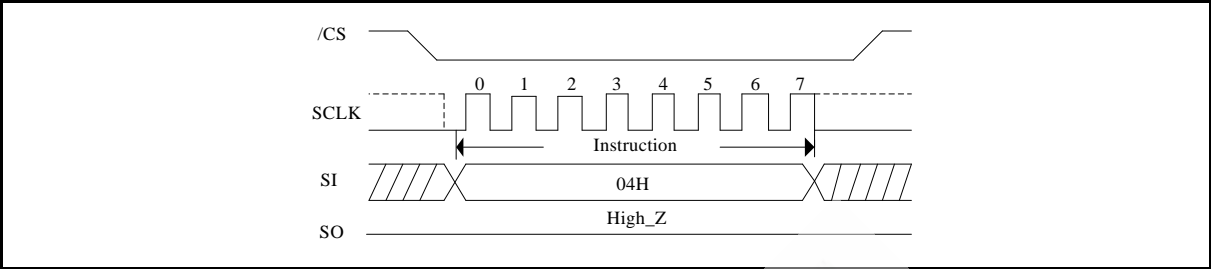 /CS
0 1 2 3 4 5 6 7
SCLK
Instruction
SI
04H
High_Z
SO